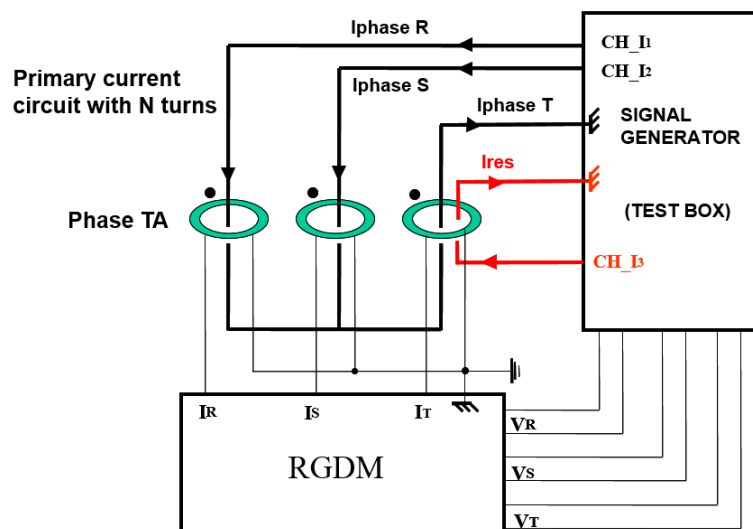 Iphase R
CH_I1
Primary current
circuit with N turns
Iphase S
CH_I2
Iphase T
SIGNAL
GENERATOR
Ires
Phase TA
(TEST BOX)
CH_I3
IR
IS
IT
VR
RGDM
VS
VT